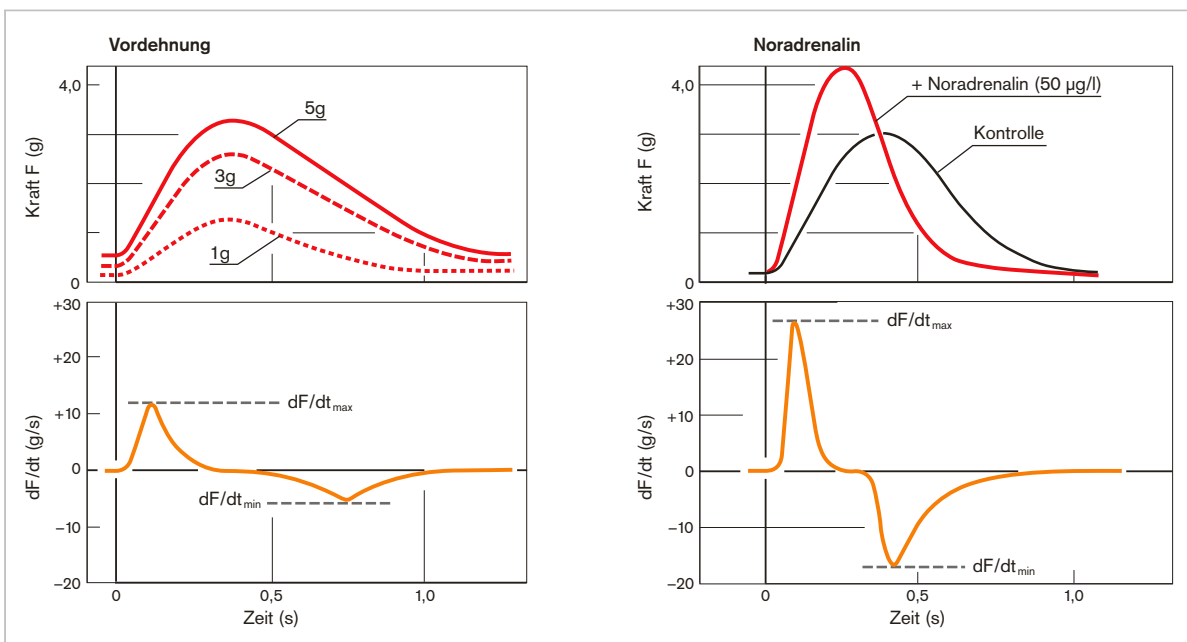 Vordehnung
4,0
Kraft F (g)
0
5g
3g
1g
+30
+20
+10
0
–10
–20
dF/dt (g/s)
dF/dtmax
dF/dtmin
0
0,5
1,0
Zeit (s)
Noradrenalin
4,0
Kraft F (g)
0
+ Noradrenalin (50 µg/l)
Kontrolle
+30
+20
+10
0
–10
–20
dF/dt (g/s)
dF/dtmax
dF/dtmin
0
0,5
1,0
Zeit (s)